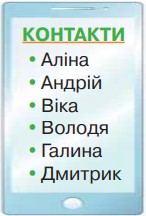 КОНТАКТИ
• Аліна
• Андрій
• Віка
• Володя
• Галина
• Дмитрик